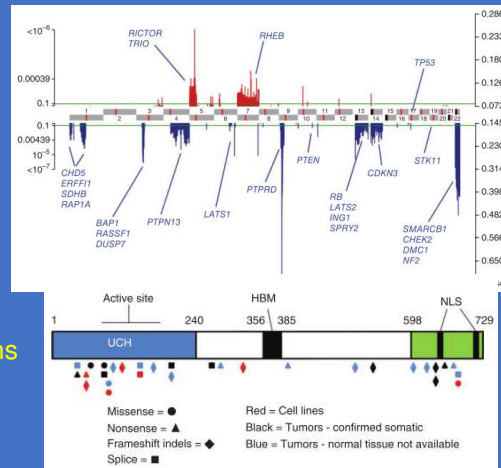 <10⁻⁶
0.00039
0.1
0.1
0.00439
10⁻⁵
<10⁻⁷
RICTOR
TRIO
RHEB
TP53
0.286
0.233
0.180
0.126
0.073
0.145
0.230
0.314
0.398
0.482
0.566
0.650
1 2 3 4 5 6 7 8 9 10 11 12 13 14 15 16 17 18 19 20 21 22
CHD5
ERFFI1
SDHB
RAP1A
BAP1
RASSF1
DUSP7
PTPN13
LATS1
PTPRD
PTEN
RB
LATS2
ING1
SPRY2
CDKN3
STK11
SMARCB1
CHEK2
DMC1
NF2
Active site
HBM
NLS
1 240 356 385 598 729
UCH
ns
Missense = ●
Nonsense = ▲
Frameshift indels = ◆
Splice = ■
Red = Cell lines
Black = Tumors - confirmed somatic
Blue = Tumors - normal tissue not available